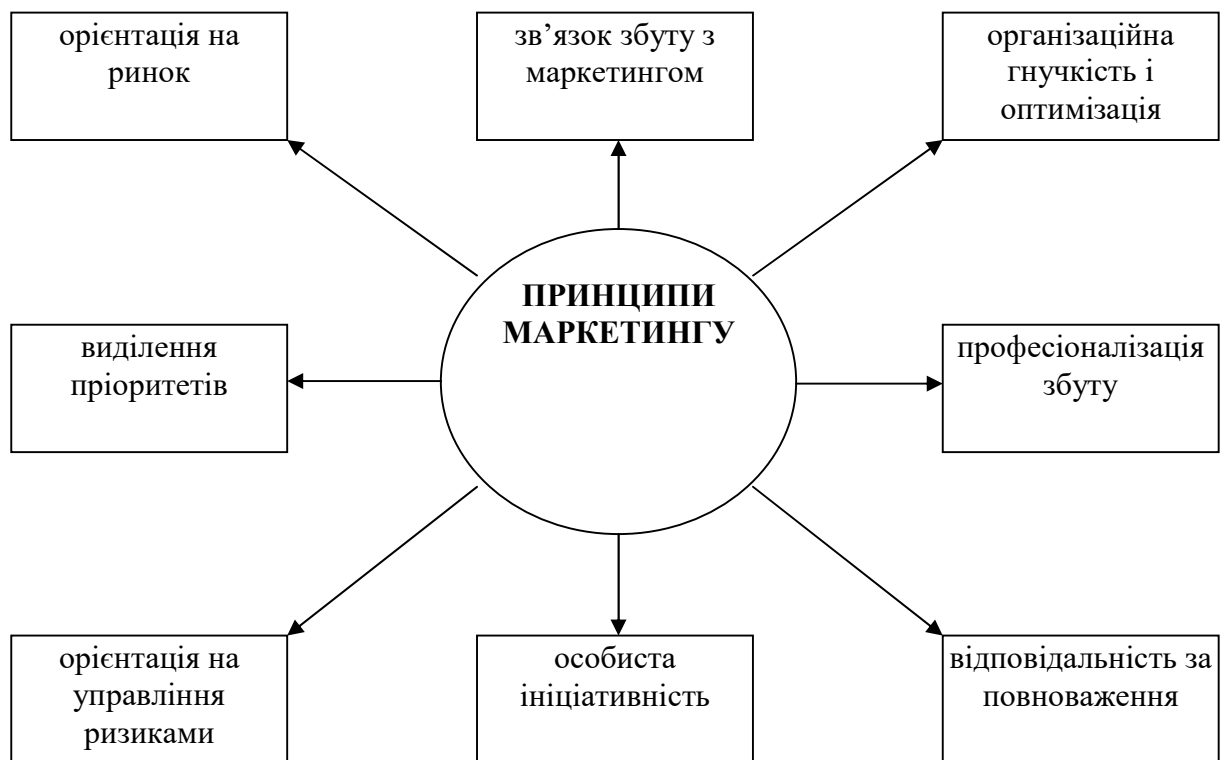 орієнтація на
ринок
зв’язок збуту з
маркетингом
організаційна
гнучкість і
оптимізація
ПРИНЦИПИ
МАРКЕТИНГУ
виділення
пріоритетів
професіоналізація
збуту
орієнтація на
управління
ризиками
особиста
ініціативність
відповідальність за
повноваження